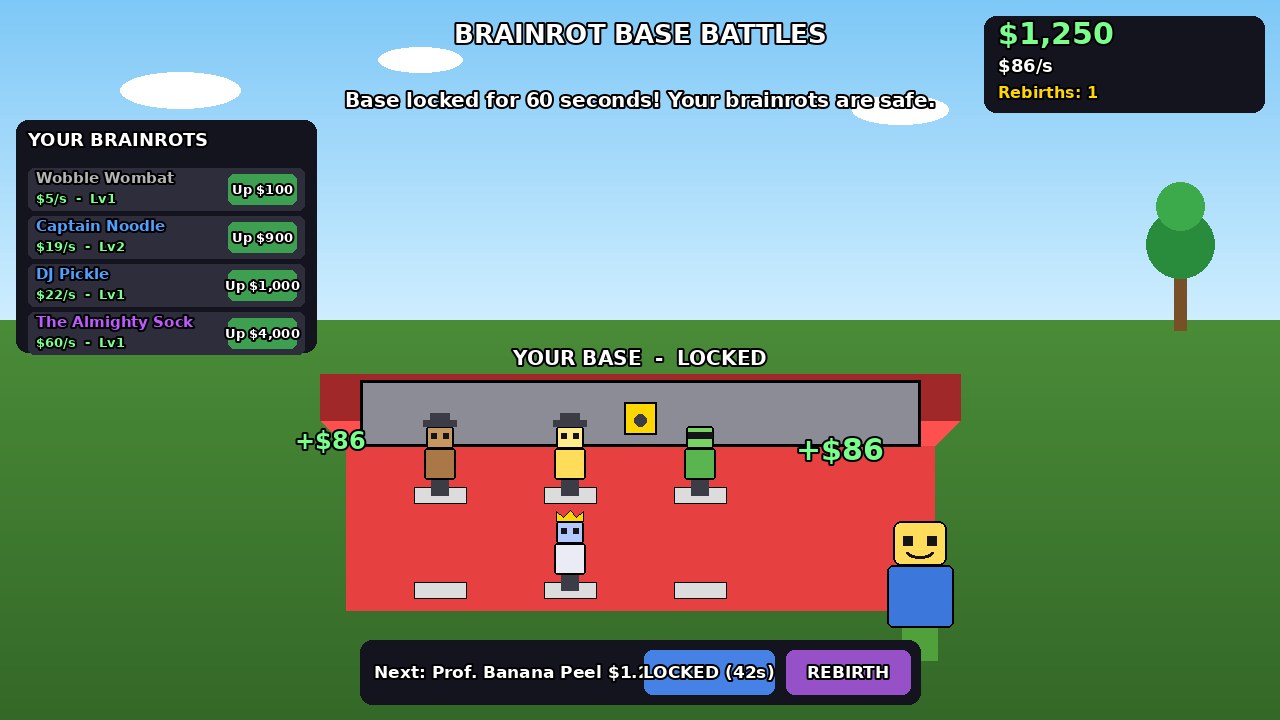 BRAINROT BASE BATTLES
$1,250
$86/s
Rebirths: 1
Base locked for 60 seconds! Your brainrots are safe.
YOUR BRAINROTS
Wobble Wombat
$5/s - Lv1
Up $100
Captain Noodle
$19/s - Lv2
Up $900
DJ Pickle
$22/s - Lv1
Up $1,000
The Almighty Sock
$60/s - Lv1
Up $4,000
YOUR BASE - LOCKED
+$86
+$86
Next: Prof. Banana Peel
LOCKED (42s)
REBIRTH